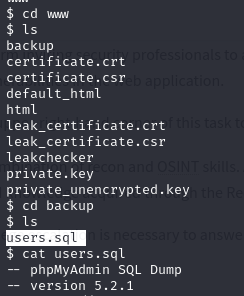 $ cd www
$ ls
backup
certificate.crt
certificate.csr
default_html
html
leak_certificate.crt
leak_certificate.csr
leakchecker
private.key
private_unencrypted.key
$ cd backup
$ ls
users.sql
$ cat users.sql
-- phpMyAdmin SQL Dump
-- version 5.2.1